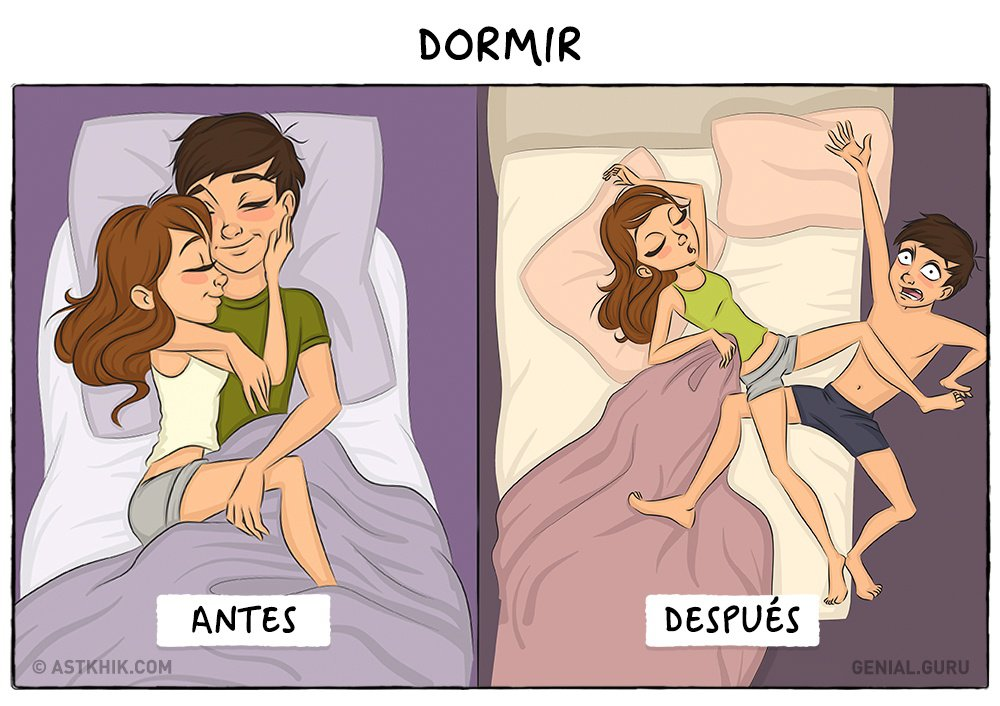 DORMIR
ANTES
DESPUÉS
© ASTKHIK.COM
GENIAL.GURU